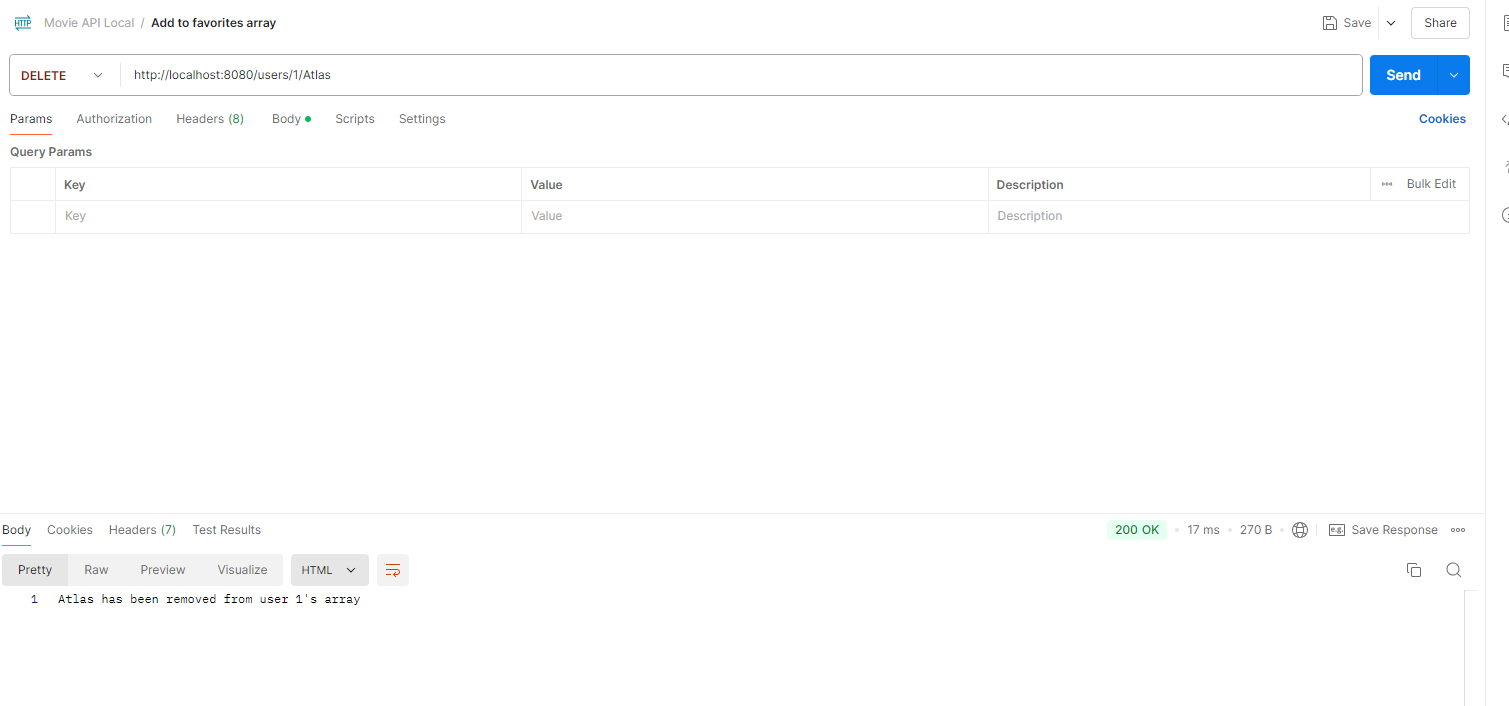 HTTP Movie API Local / Add to favorites array Save Share
DELETE http://localhost:8080/users/1/Atlas Send
Params Authorization Headers (8) Body Scripts Settings Cookies
Query Params
Key Value Description Bulk Edit
Key Value Description
Body Cookies Headers (7) Test Results 200 OK 17 ms 270 B e.g. Save Response
Pretty Raw Preview Visualize HTML
1 Atlas has been removed from user 1's array